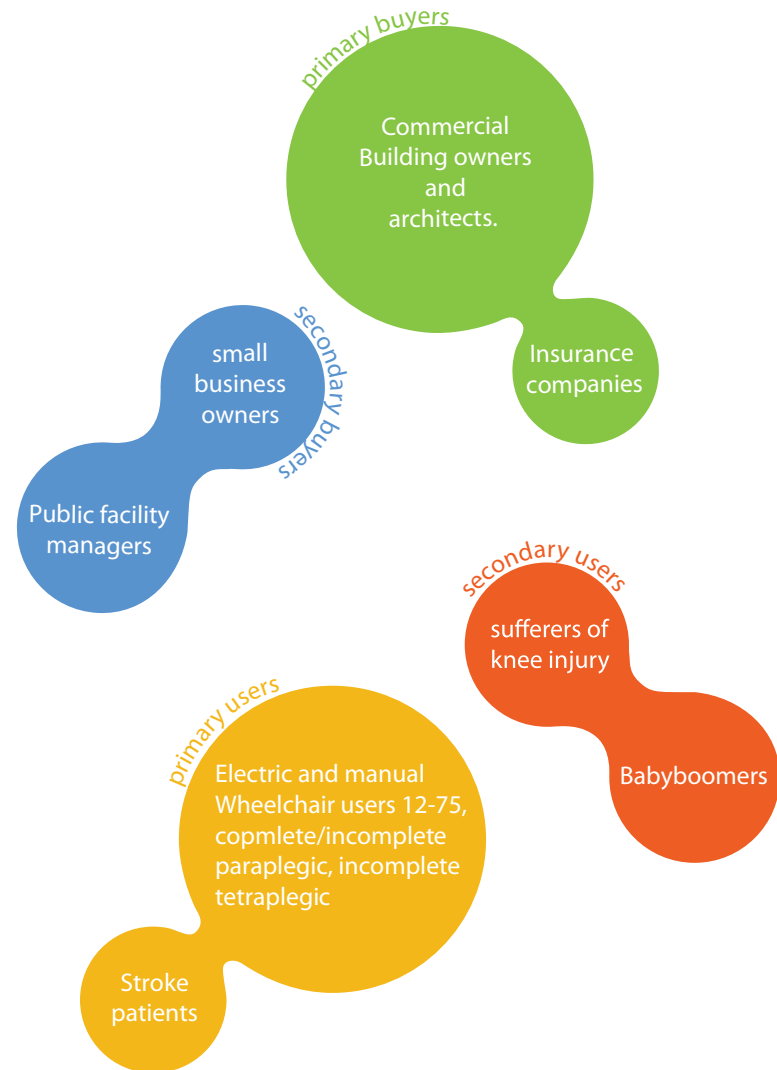 primary buyers
Commercial
Building owners
and
architects.
Insurance
companies
secondary buyers
small
business
owners
Public facility
managers
secondary users
sufferers of
knee injury
Babyboomers
primary users
Electric and manual
Wheelchair users 12-75,
copmlete/incomplete
paraplegic, incomplete
tetraplegic
Stroke
patients